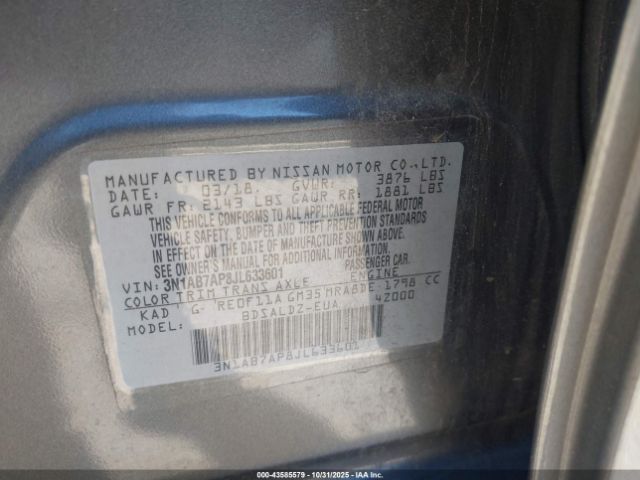 MANUFACTURED BY NISSAN MOTOR CO., LTD.
DATE: 03/18. GVWR: 3876 LBS
GAWR FR: 2143 LBS GAWR RR: 1881 LBS
THIS VEHICLE CONFORMS TO ALL APPLICABLE FEDERAL MOTOR
VEHICLE SAFETY, BUMPER AND THEFT PREVENTION STANDARDS
IN EFFECT ON THE DATE OF MANUFACTURE SHOWN ABOVE.
SEE OWNER'S MANUAL FOR ADDITIONAL INFORMATION.
VIN: 3N1AB7AP8JL633601 PASSENGER CAR.
COLOR TRIM TRANS AXLE ENGINE
KAD G- RE0F11A GM35 MRA8DE 1798 CC
MODEL: BDSALDZ-EUA 42000
3N1AB7AP8JL633601
IAA 000-43585579 | 10/31/2025 | Copyright IAA, LLC